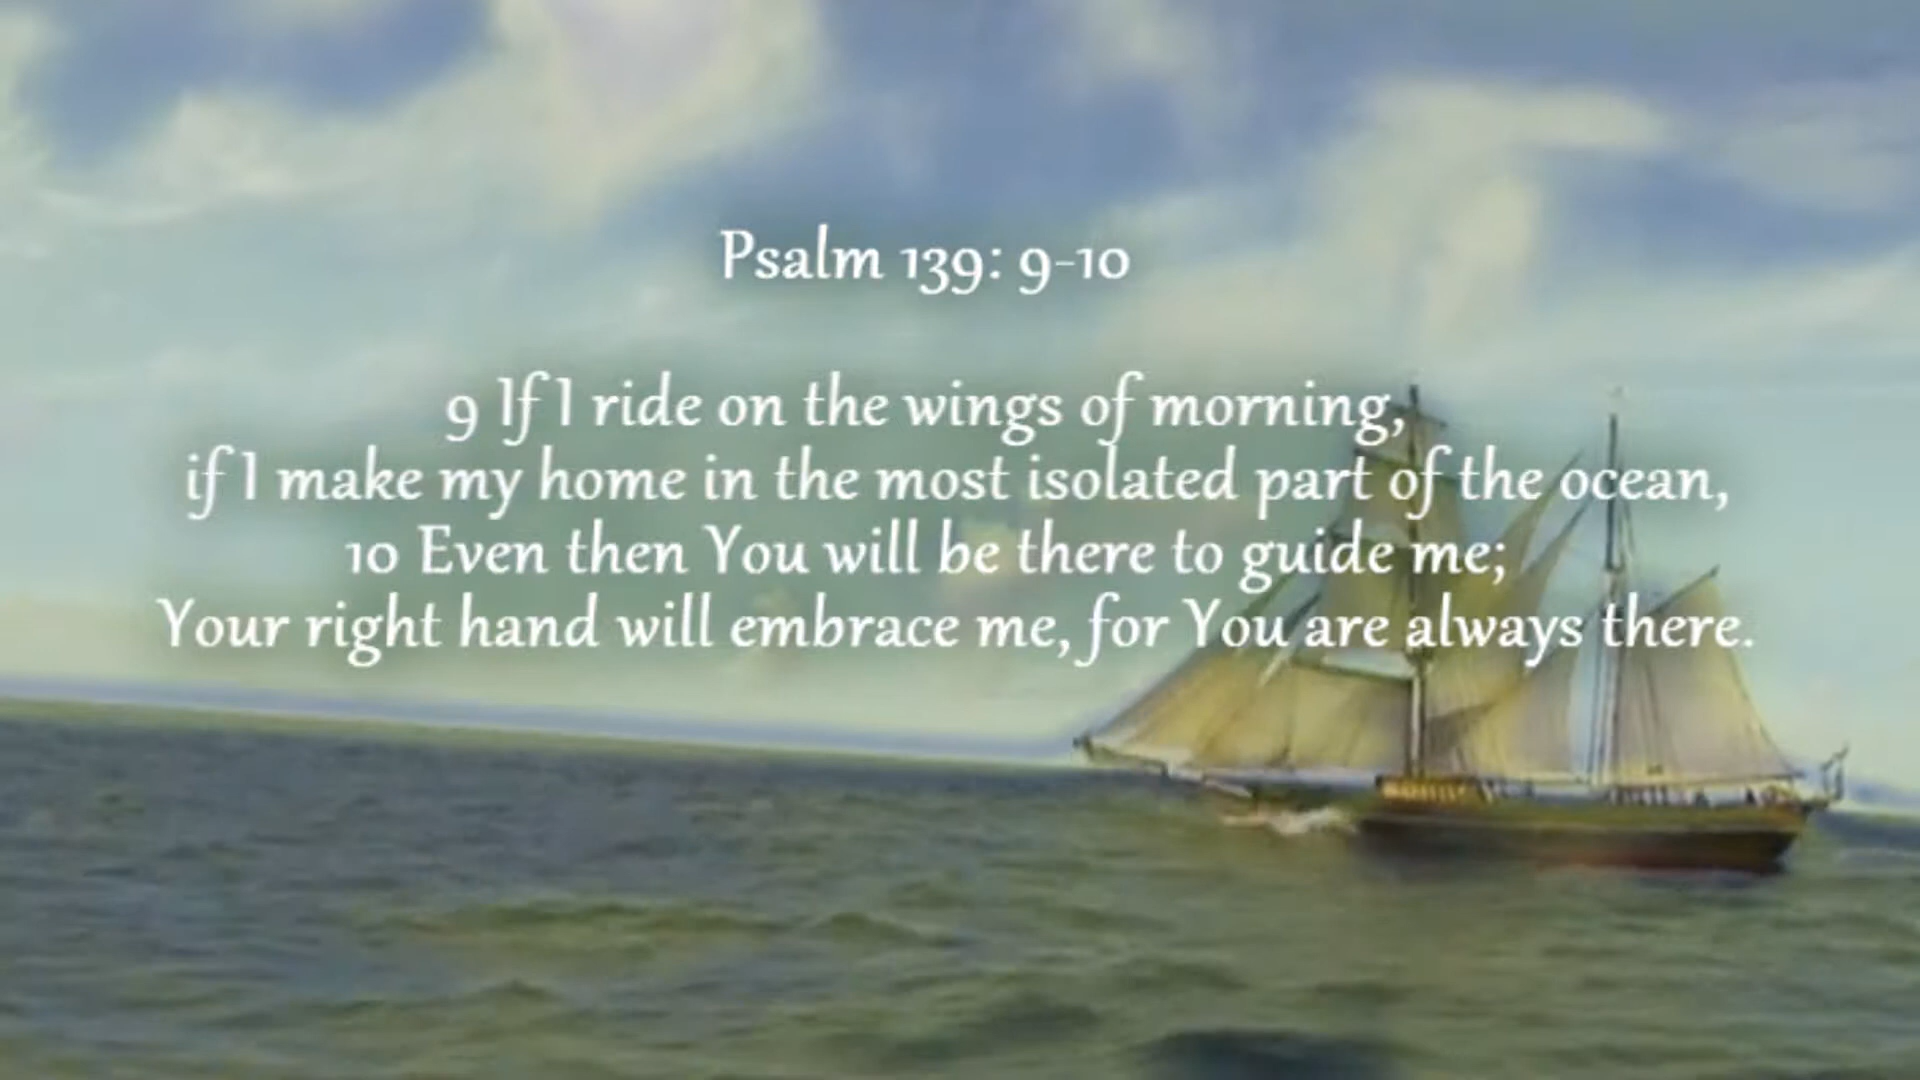 Psalm 139: 9-10
9 If I ride on the wings of morning,
if I make my home in the most isolated part of the ocean,
10 Even then You will be there to guide me;
Your right hand will embrace me, for You are always there.